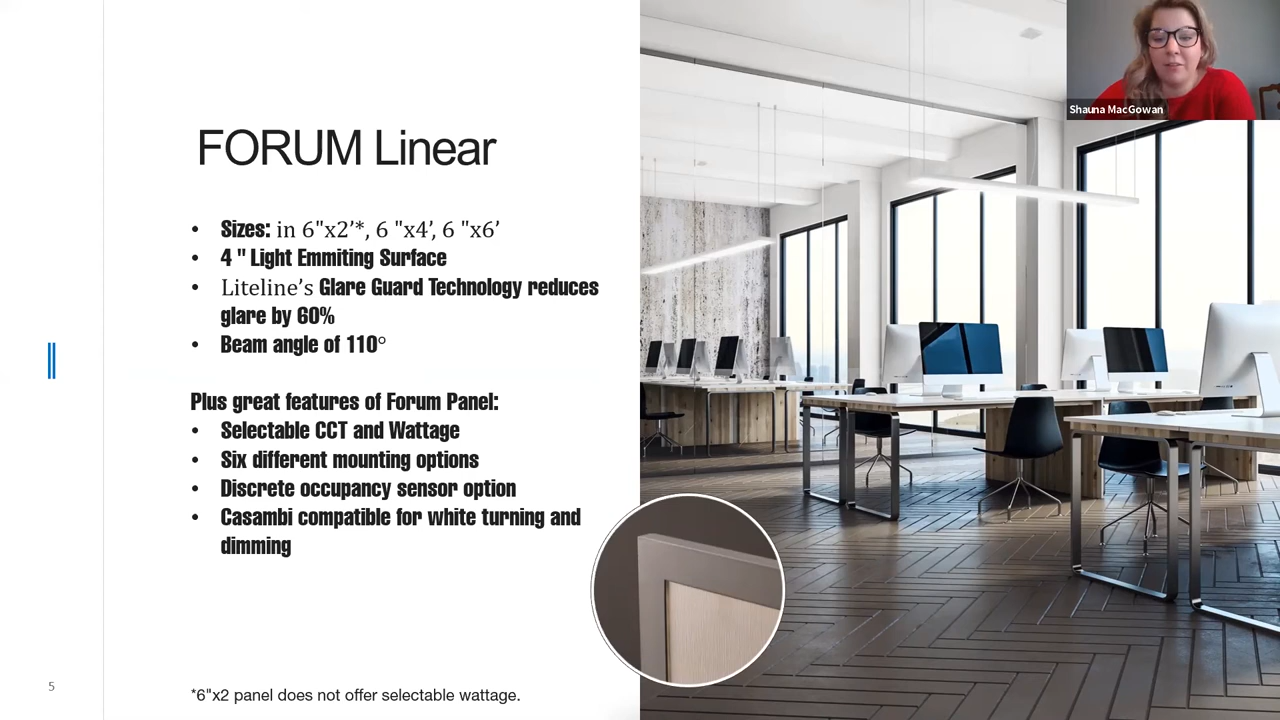 Shauna MacGowan
FORUM Linear
• Sizes: in 6"x2’*, 6 "x4’, 6 "x6’
• 4 " Light Emmiting Surface
• Liteline’s Glare Guard Technology reduces
glare by 60%
• Beam angle of 110°
Plus great features of Forum Panel:
• Selectable CCT and Wattage
• Six different mounting options
• Discrete occupancy sensor option
• Casambi compatible for white turning and
dimming
5
*6"x2 panel does not offer selectable wattage.